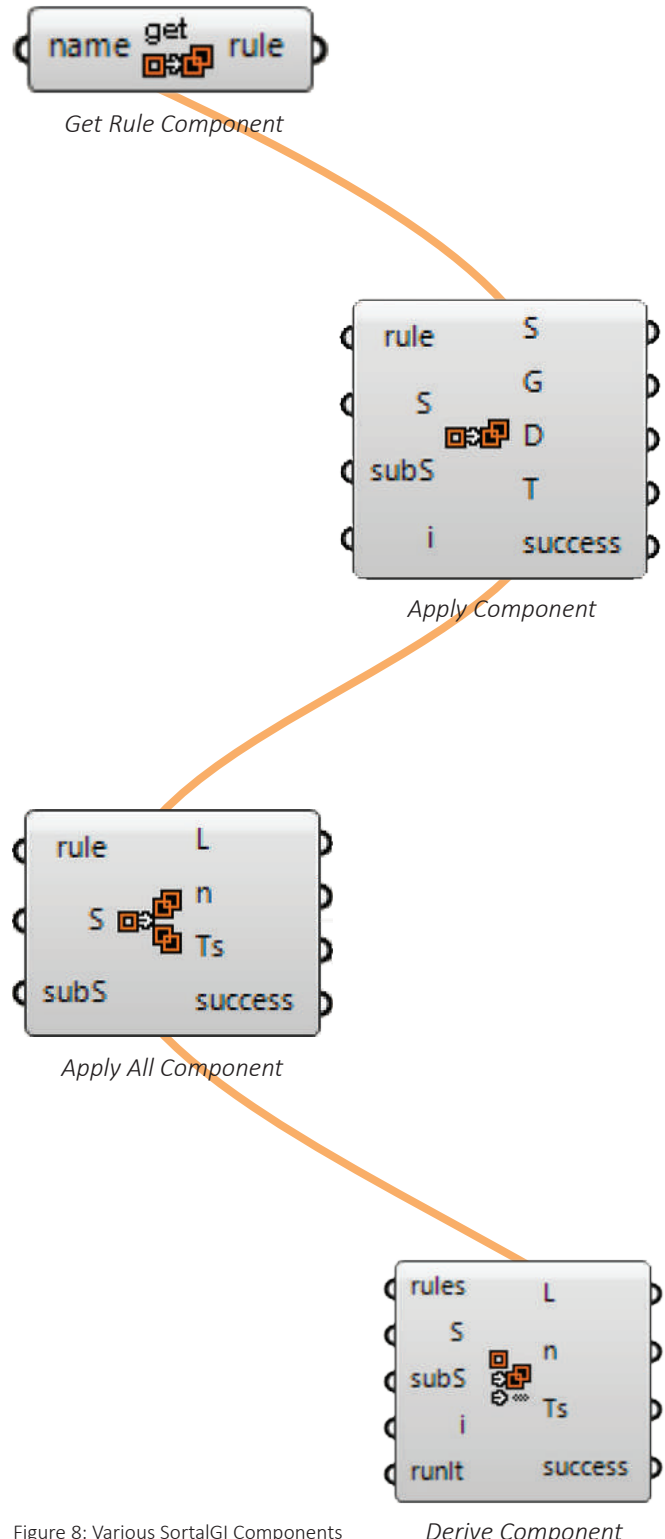 name get rule
Get Rule Component
rule S
G
S
D
subS
T
i
success
Apply Component
rule L
n
S
Ts
subS
success
Apply All Component
rules L
S
n
subS
Ts
i
runIt success
Figure 8: Various SortalGI Components
Derive Component